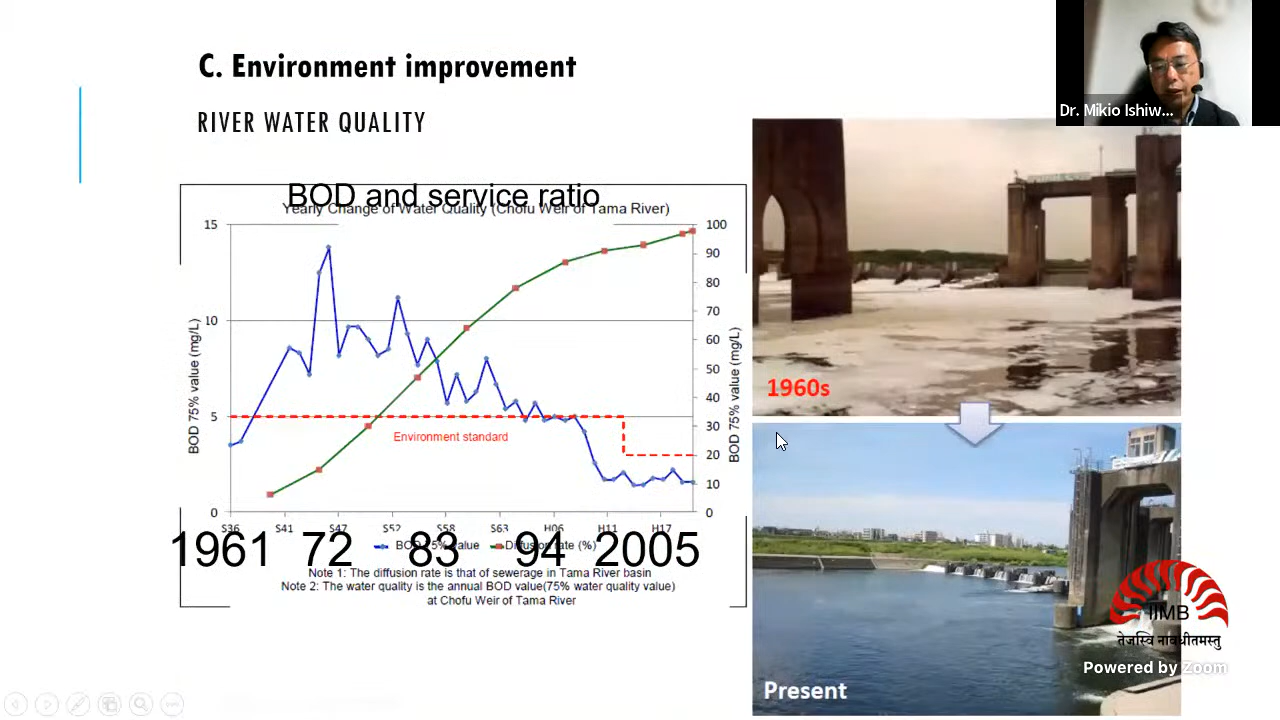 C. Environment improvement
RIVER WATER QUALITY
Dr. Mikio Ishiw...
BOD and service ratio
Yearly Change of Water Quality (Chofu Weir of Tama River)
15
10
5
0
BOD 75% value (mg/L)
100
90
80
70
60
50
40
30
20
10
0
BOD 75% value (mg/L)
Environment standard
S36 S41 S47 S52 S58 S63 H06 H11 H17
1961 72 83 94 2005
BOD 75% value Diffusion rate (%)
Note 1: The diffusion rate is that of sewerage in Tama River basin
Note 2: The water quality is the annual BOD value(75% water quality value)
at Chofu Weir of Tama River
1960s
Present
IIMB
तेजस्वि नावधीतमस्तु
Powered by Zoom